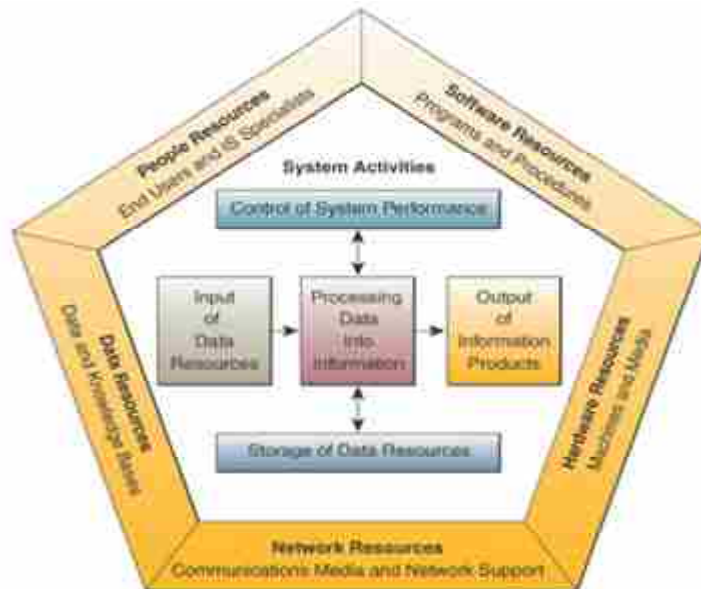 People Resources
End Users and IS Specialists
Software Resources
Programs and Procedures
System Activities
Control of System Performance
Input
of
Data
Resources
Processing
Data
Into
Information
Output
of
Information
Products
Storage of Data Resources
Data Resources
Data and Knowledge Bases
Hardware Resources
Machines and Media
Network Resources
Communications Media and Network Support